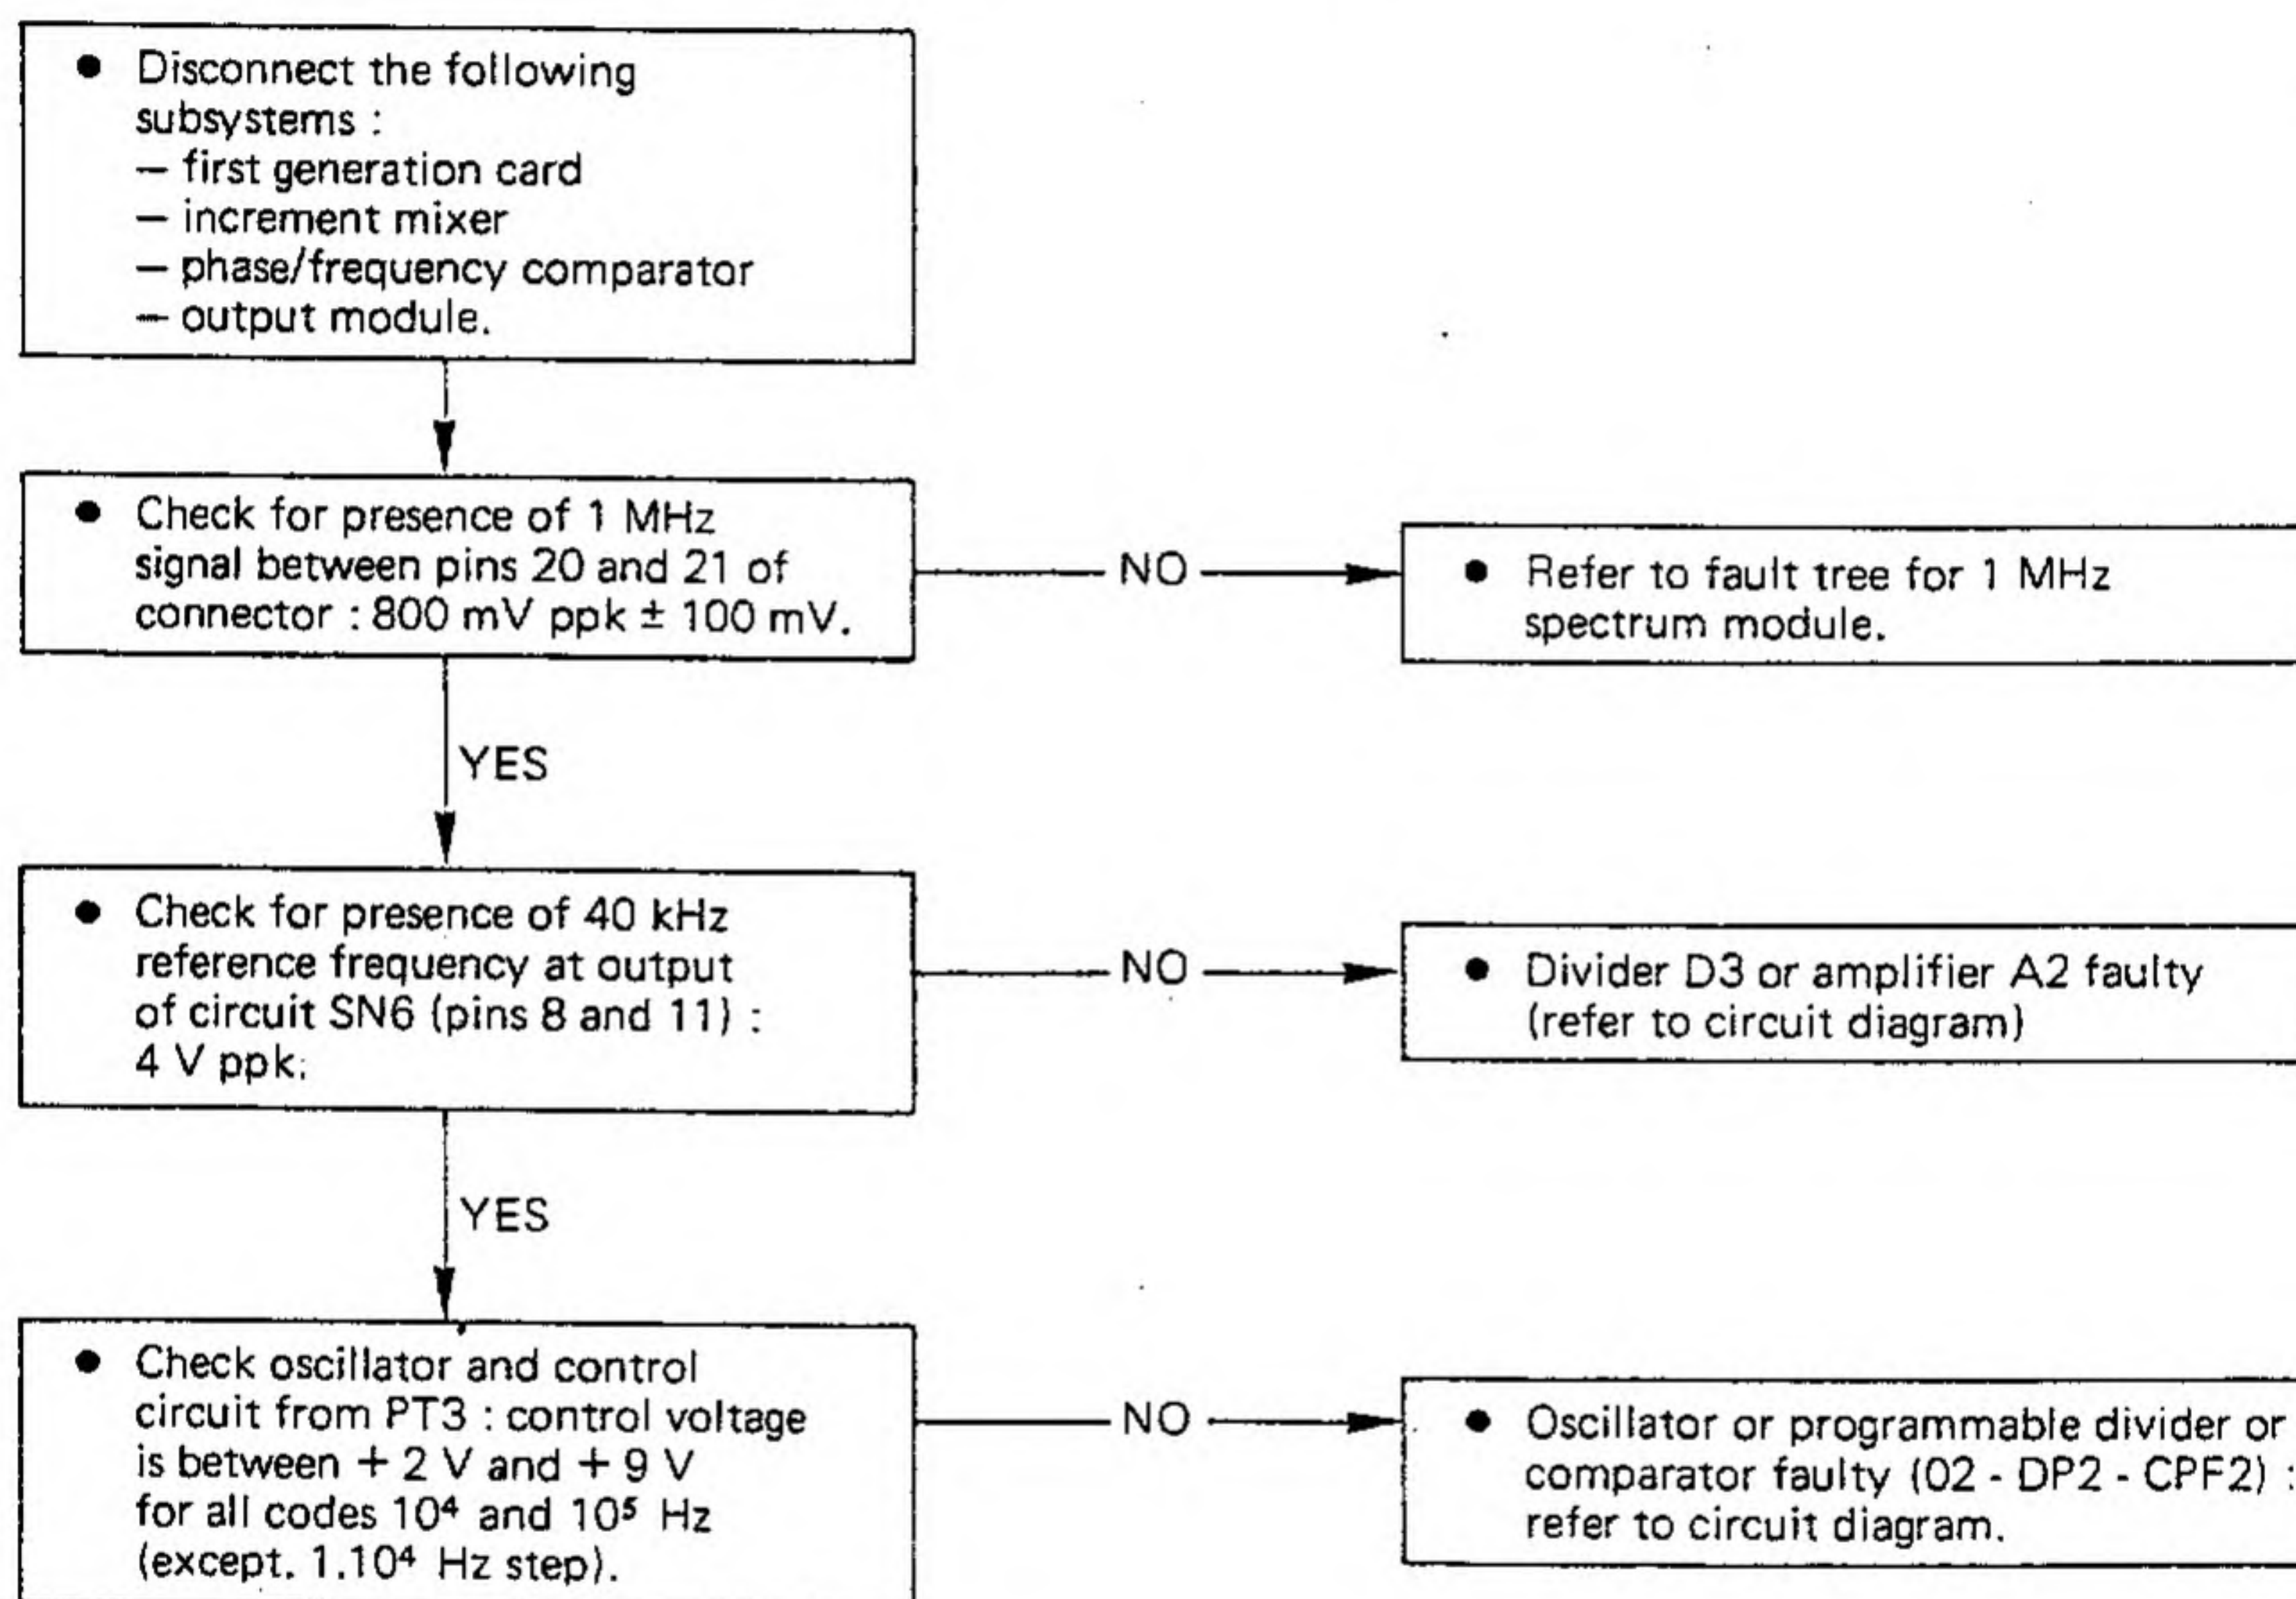 ● Disconnect the following
subsystems :
— first generation card
— increment mixer
— phase/frequency comparator
— output module.
● Check for presence of 1 MHz
signal between pins 20 and 21 of
connector : 800 mV ppk ± 100 mV.
NO
● Refer to fault tree for 1 MHz
spectrum module.
YES
● Check for presence of 40 kHz
reference frequency at output
of circuit SN6 (pins 8 and 11) :
4 V ppk.
NO
● Divider D3 or amplifier A2 faulty
(refer to circuit diagram)
YES
● Check oscillator and control
circuit from PT3 : control voltage
is between + 2 V and + 9 V
for all codes 10⁴ and 10⁵ Hz
(except. 1.10⁴ Hz step).
NO
● Oscillator or programmable divider or
comparator faulty (02 - DP2 - CPF2) :
refer to circuit diagram.